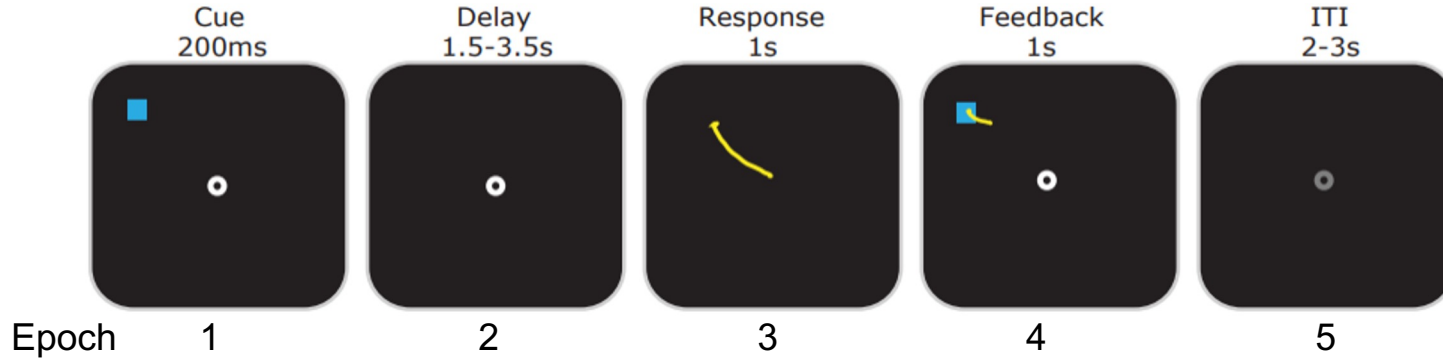 Cue
200ms
Delay
1.5-3.5s
Response
1s
Feedback
1s
ITI
2-3s
Epoch 1 2 3 4 5